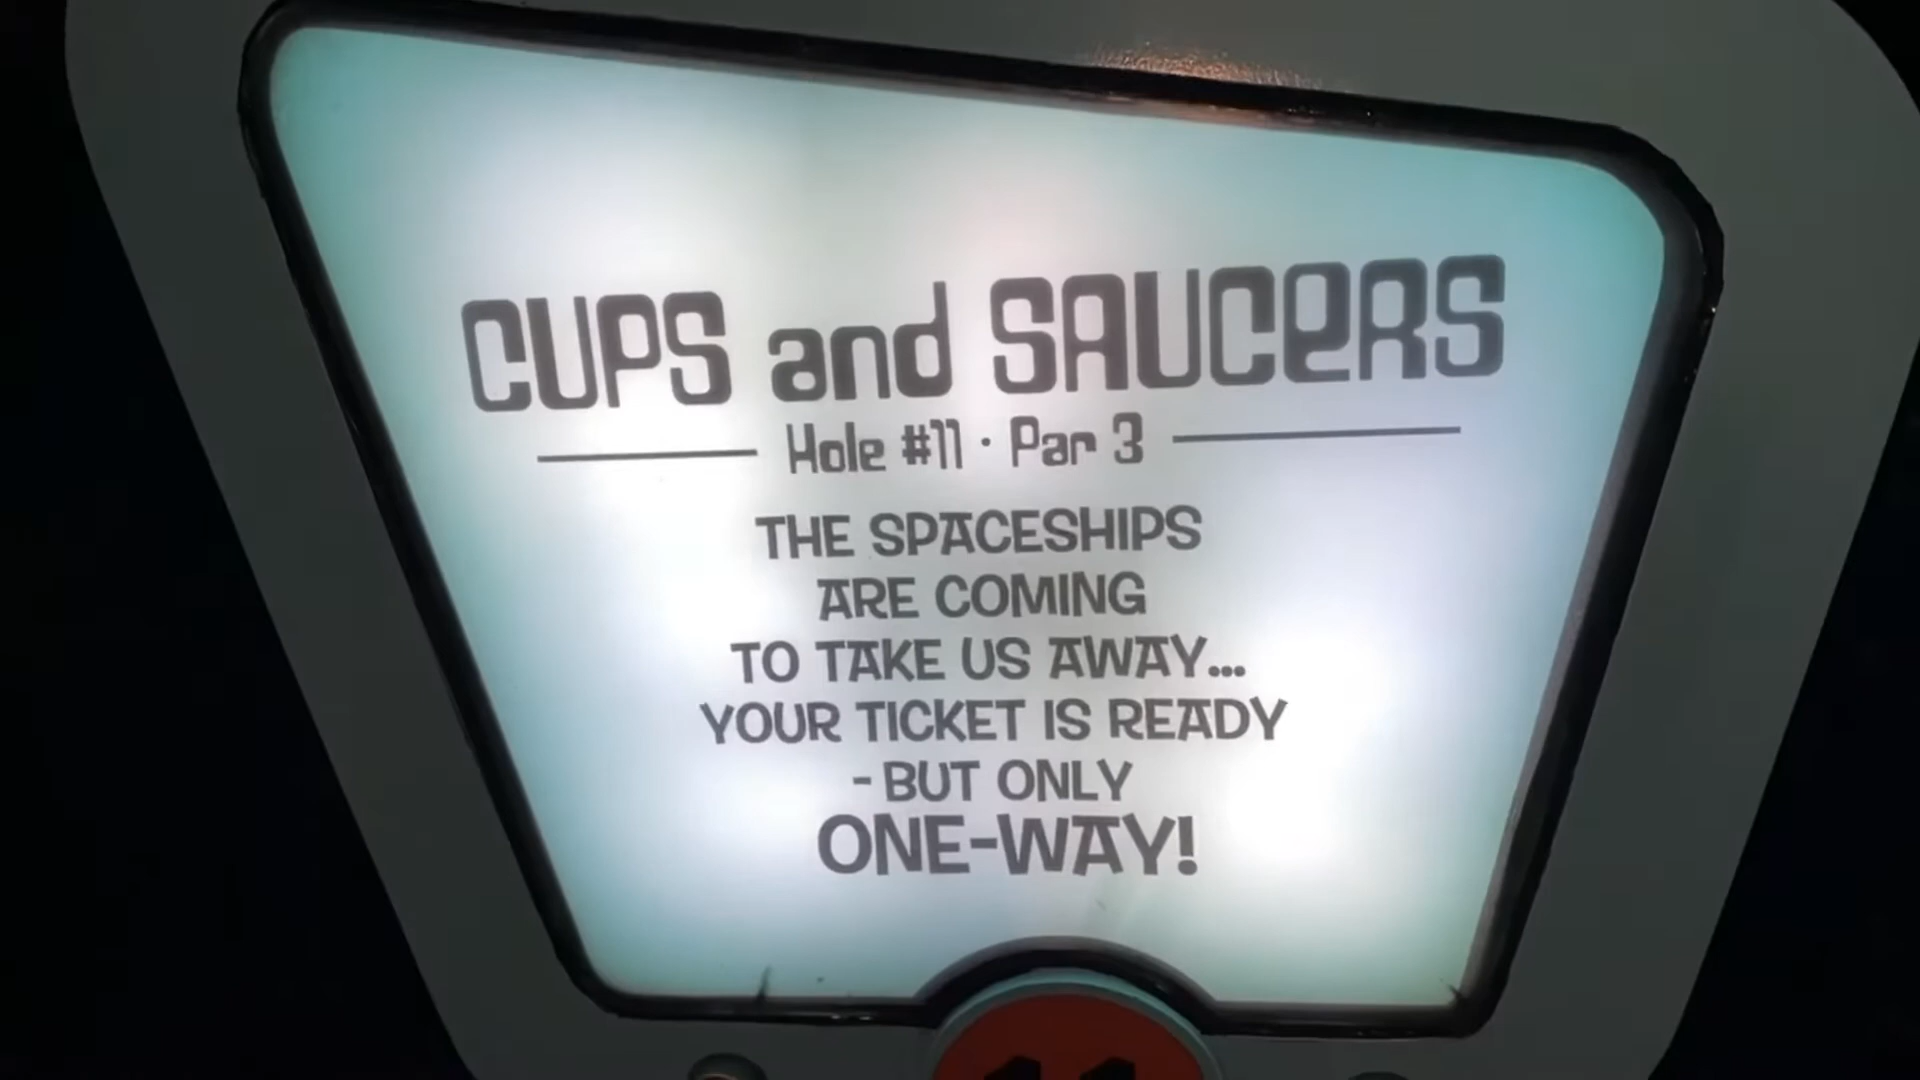 CUPS and SAUCERS
Hole #11 · Par 3
THE SPACESHIPS
ARE COMING
TO TAKE US AWAY...
YOUR TICKET IS READY
- BUT ONLY
ONE-WAY!
11